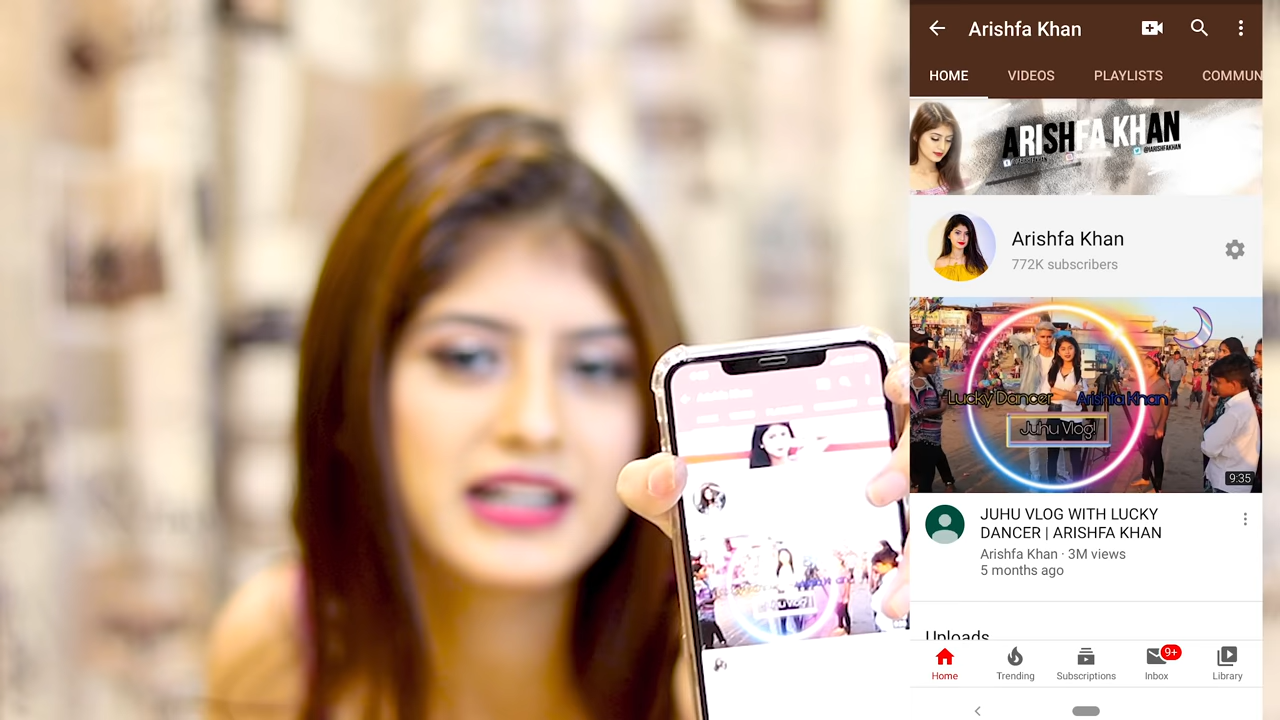 Arishfa Khan
HOME VIDEOS PLAYLISTS COMMUN
ARISHFA KHAN
@IARISHFAKHAN
Arishfa Khan
772K subscribers
Lucky Dancer Arishfa Khan
Juhu Vlog!
9:35
JUHU VLOG WITH LUCKY
DANCER | ARISHFA KHAN
Arishfa Khan · 3M views
5 months ago
Uploads
9+
Home Trending Subscriptions Inbox Library